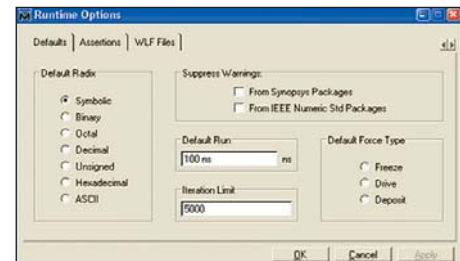 Runtime Options
Defaults Assertions WLF Files
Default Radix
Symbolic
Binary
Octal
Decimal
Unsigned
Hexadecimal
ASCII
Suppress Warnings:
From Synopsys Packages
From IEEE Numeric Std Packages
Default Run
100 ns ns
Iteration Limit
5000
Default Force Type
Freeze
Drive
Deposit
OK Cancel Apply